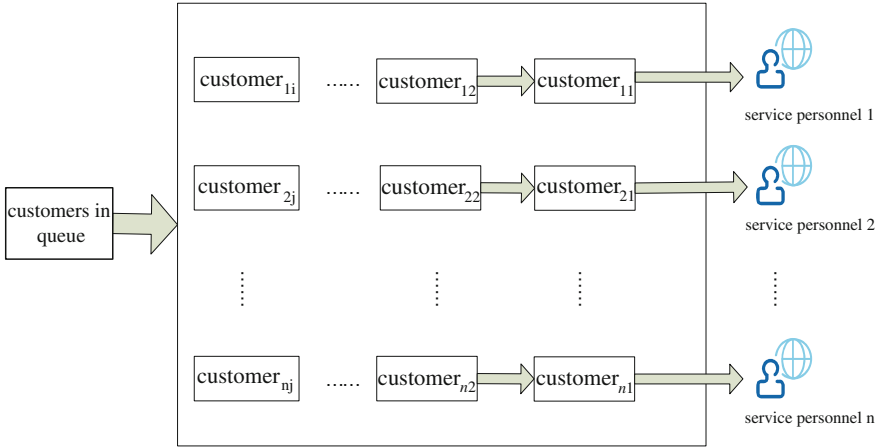 customer1i ...... customer12 customer11
service personnel 1
customer2j ...... customer22 customer21
service personnel 2
customers in
queue
customernj ...... customern2 customern1
service personnel n